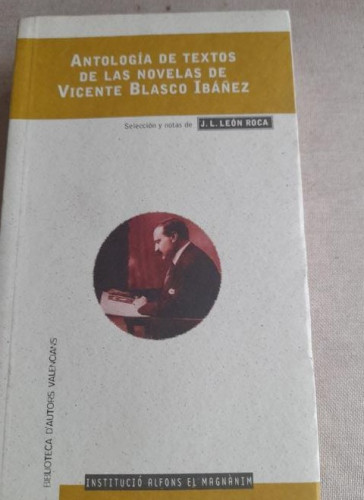 ANTOLOGÍA DE TEXTOS
DE LAS NOVELAS DE
VICENTE BLASCO IBÁÑEZ
Selección y notas de J. L. LEÓN ROCA
BIBLIOTECA D'AUTORS VALENCIANS
INSTITUCIÓ ALFONS EL MAGNÀNIM